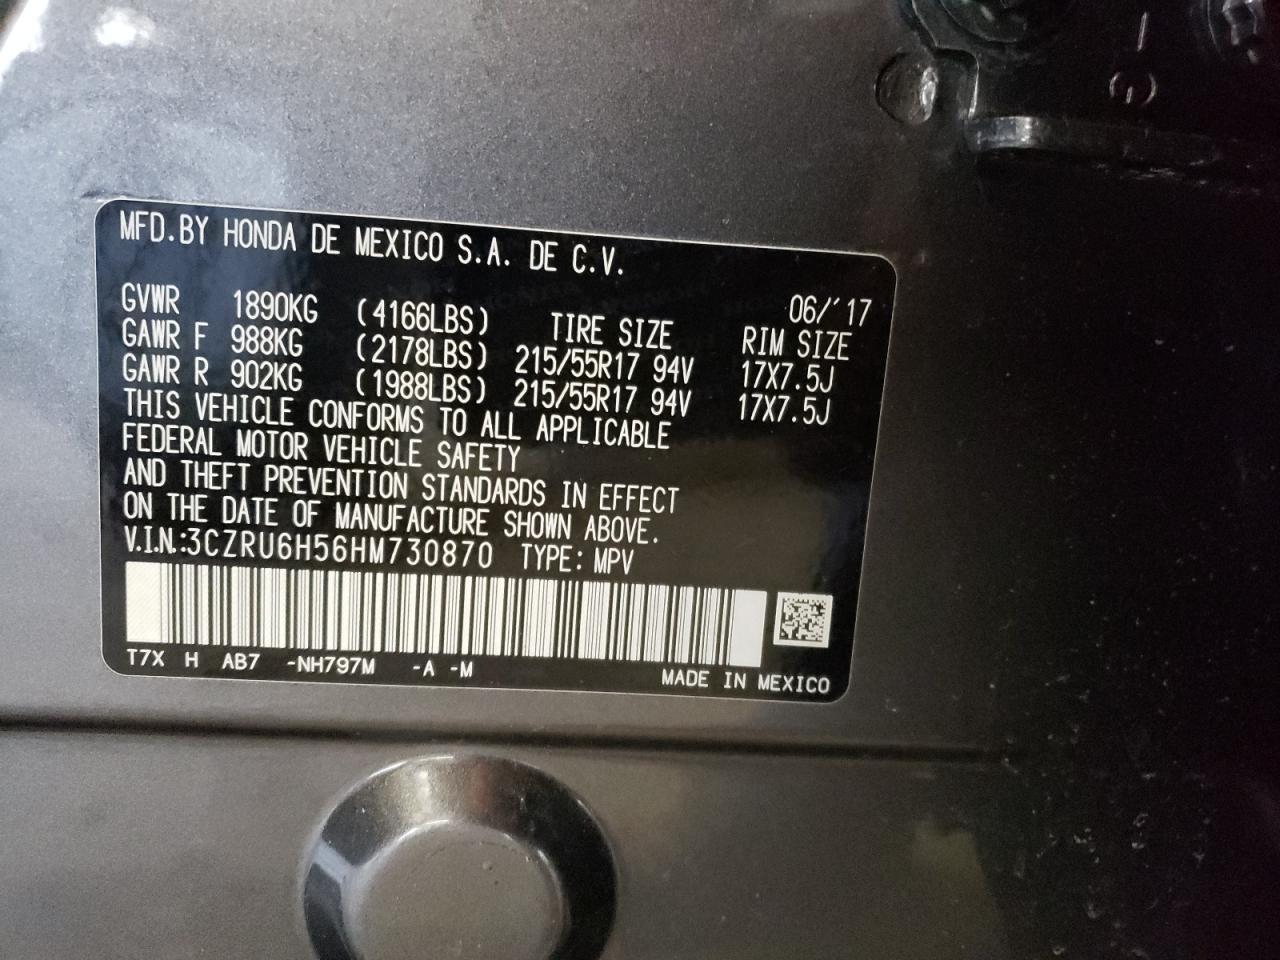 MFD.BY HONDA DE MEXICO S.A. DE C.V.
06/'17
GVWR 1890KG (4166LBS) TIRE SIZE RIM SIZE
GAWR F 988KG (2178LBS) 215/55R17 94V 17X7.5J
GAWR R 902KG (1988LBS) 215/55R17 94V 17X7.5J
THIS VEHICLE CONFORMS TO ALL APPLICABLE
FEDERAL MOTOR VEHICLE SAFETY
AND THEFT PREVENTION STANDARDS IN EFFECT
ON THE DATE OF MANUFACTURE SHOWN ABOVE.
V.I.N.:3CZRU6H56HM730870 TYPE: MPV
T7X H AB7 -NH797M -A -M MADE IN MEXICO